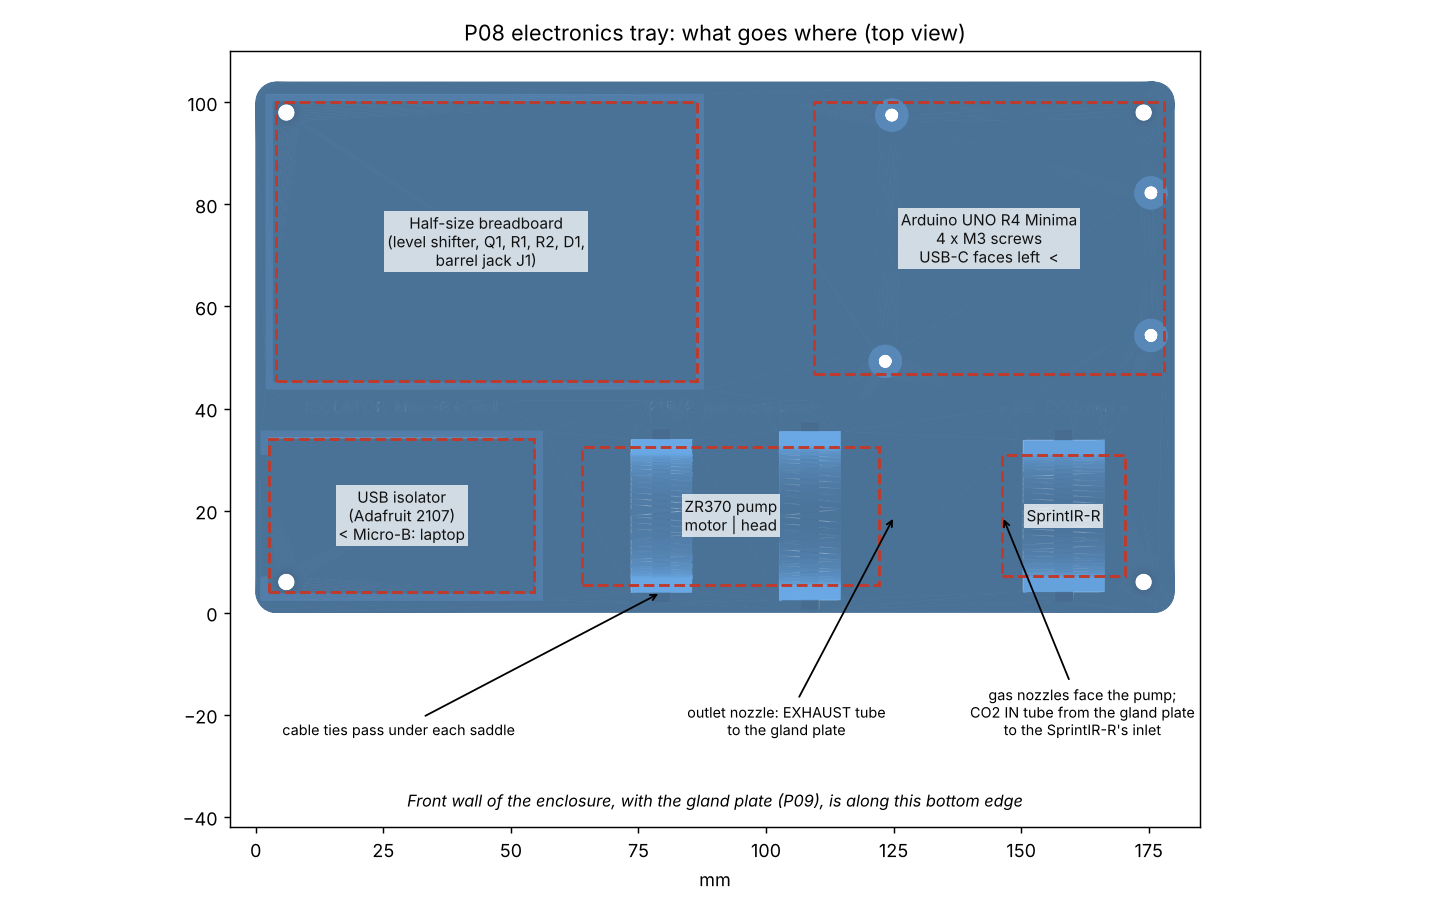 P08 electronics tray: what goes where (top view)
100
80
60
40
20
0
−20
−40
Half-size breadboard
(level shifter, Q1, R1, R2, D1,
barrel jack J1)
Arduino UNO R4 Minima
4 x M3 screws
USB-C faces left <
USB isolator
(Adafruit 2107)
< Micro-B: laptop
ZR370 pump
motor | head
SprintIR-R
cable ties pass under each saddle
outlet nozzle: EXHAUST tube
to the gland plate
gas nozzles face the pump;
CO2 IN tube from the gland plate
to the SprintIR-R's inlet
Front wall of the enclosure, with the gland plate (P09), is along this bottom edge
0 25 50 75 100 125 150 175
mm